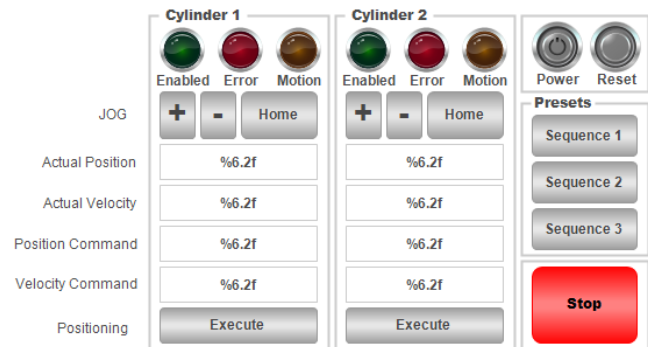 Cylinder 1 Cylinder 2
Enabled Error Motion Enabled Error Motion Power Reset
JOG + - Home + - Home Presets
Sequence 1
Actual Position %6.2f %6.2f
Sequence 2
Actual Velocity %6.2f %6.2f
Sequence 3
Position Command %6.2f %6.2f
Velocity Command %6.2f %6.2f
Stop
Positioning Execute Execute